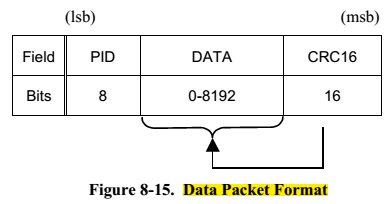 (lsb) (msb)
Field PID DATA CRC16
Bits 8 0-8192 16
Figure 8-15. Data Packet Format